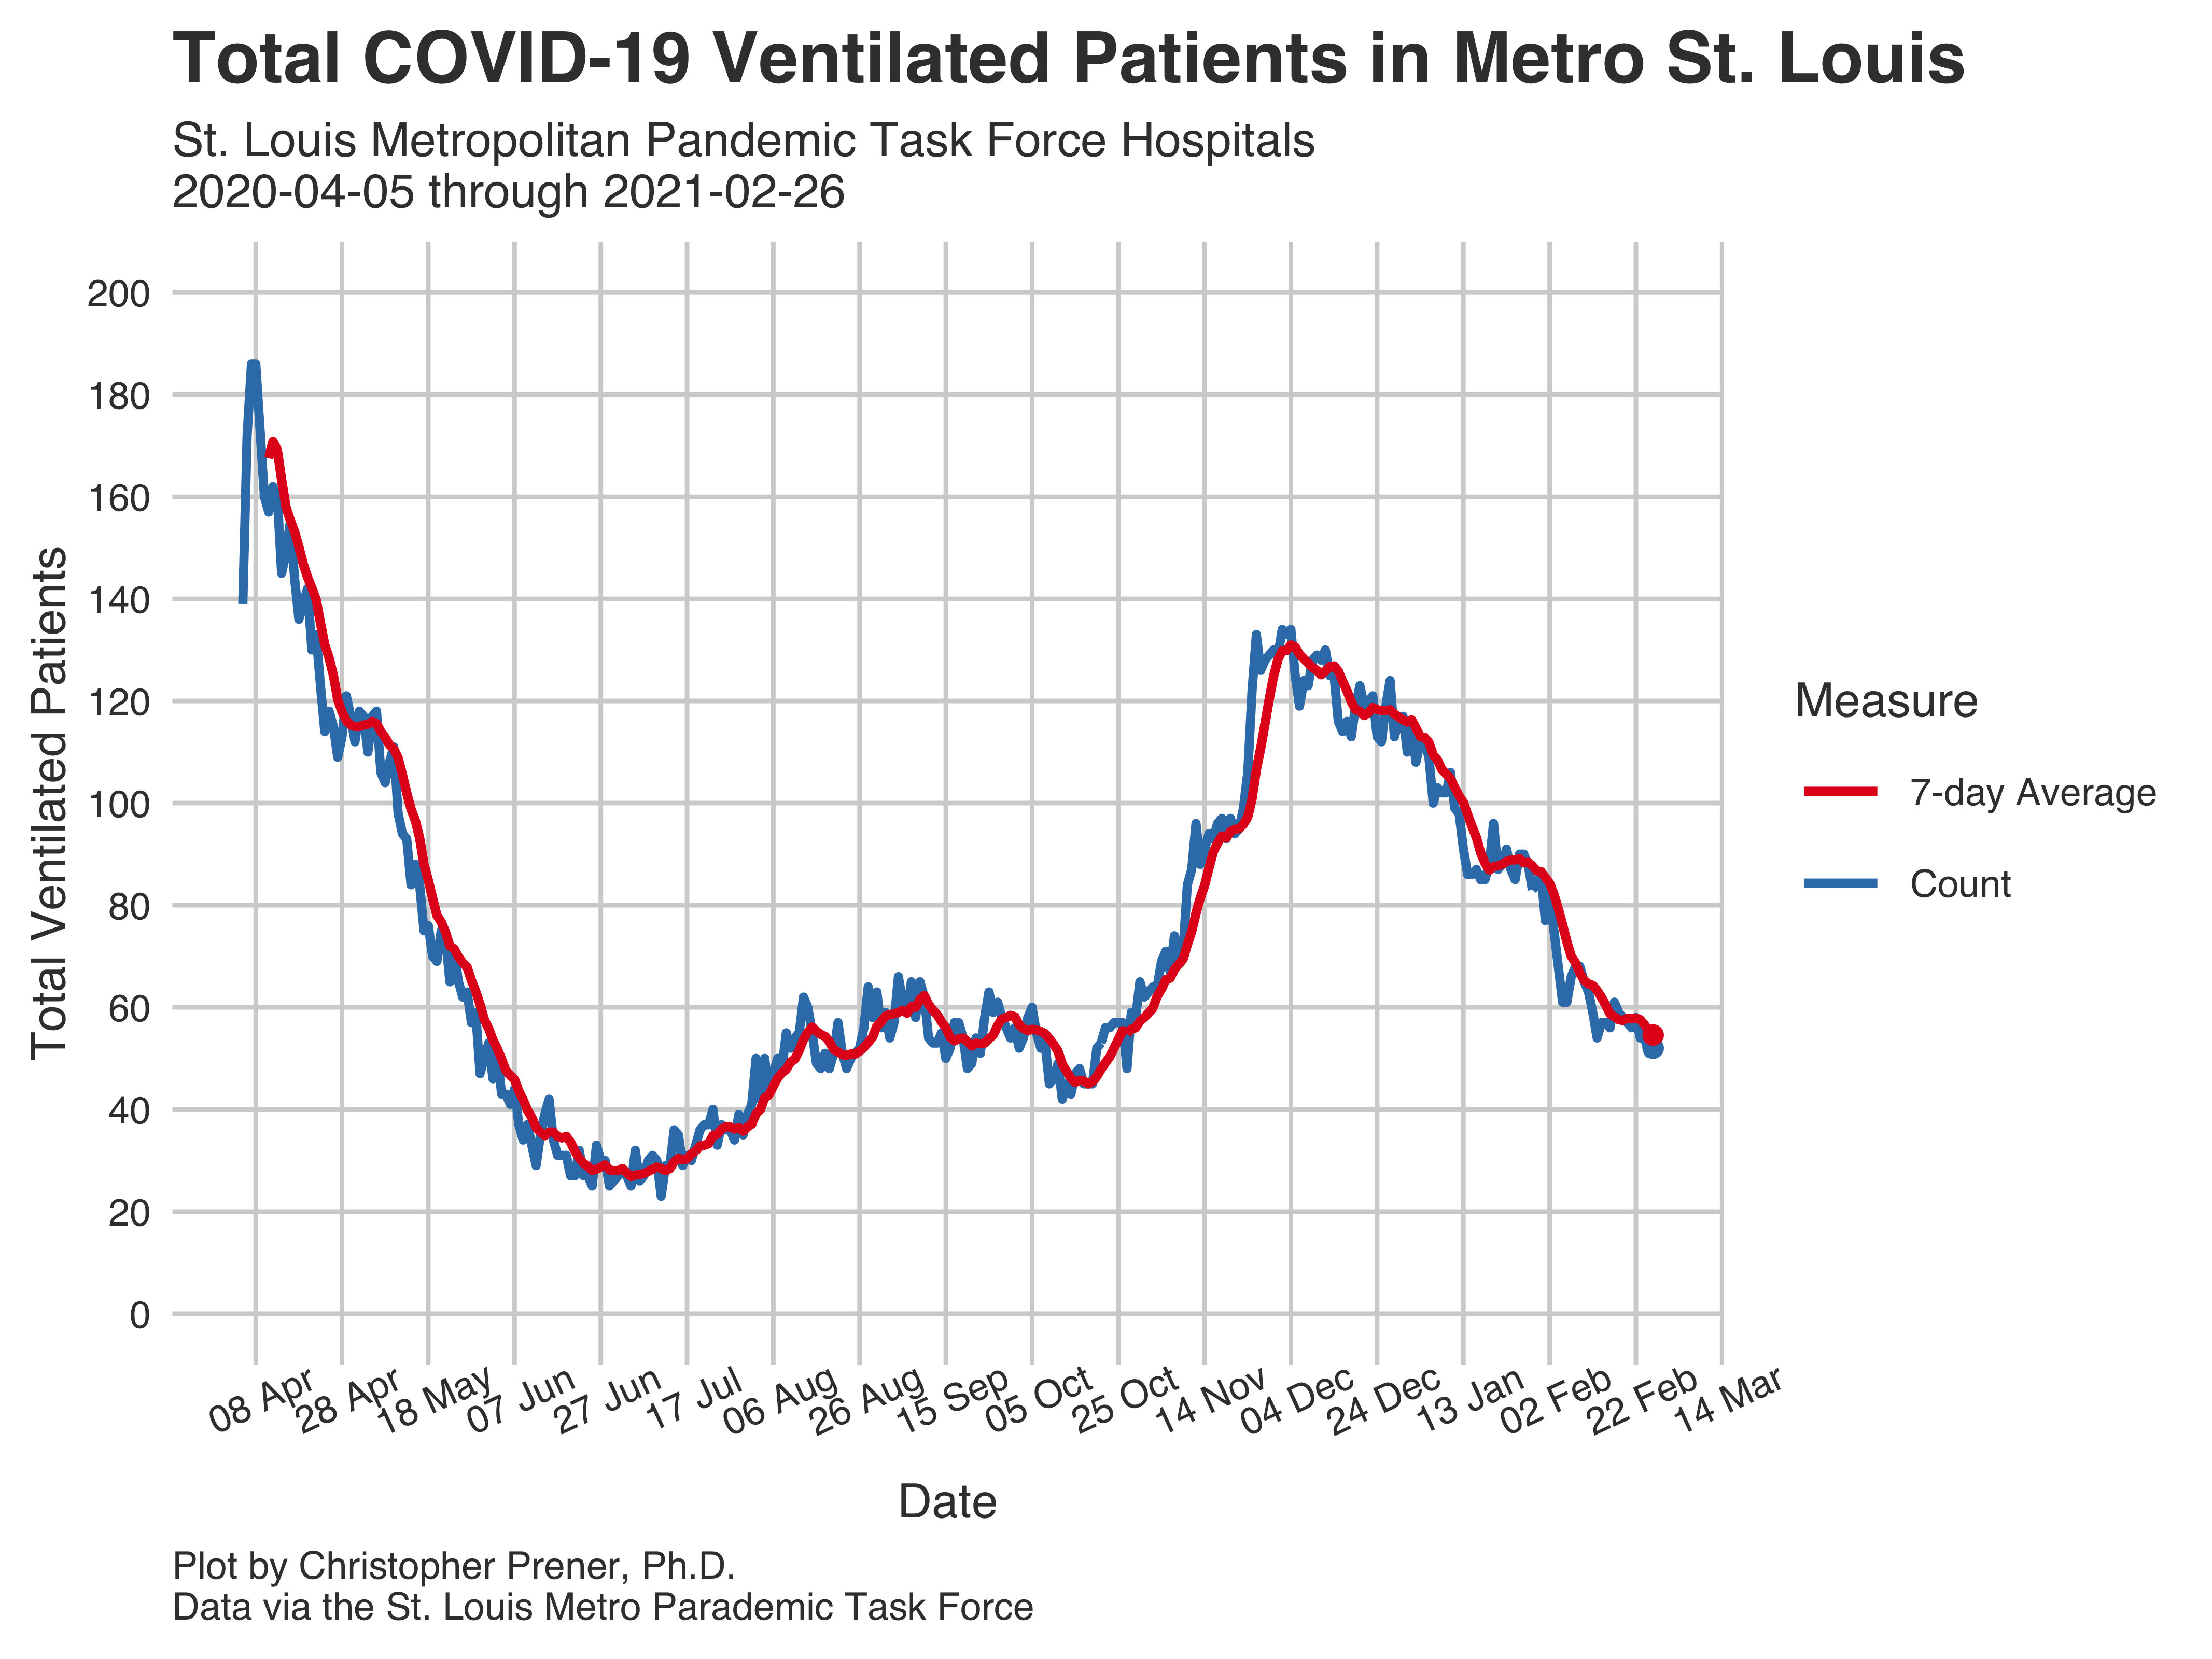 Total COVID-19 Ventilated Patients in Metro St. Louis
St. Louis Metropolitan Pandemic Task Force Hospitals
2020-04-05 through 2021-02-26
Total Ventilated Patients
200
180
160
140
120
100
80
60
40
20
0
08 Apr
28 Apr
18 May
07 Jun
27 Jun
17 Jul
06 Aug
26 Aug
15 Sep
05 Oct
25 Oct
14 Nov
04 Dec
24 Dec
13 Jan
02 Feb
22 Feb
14 Mar
Date
Measure
7-day Average
Count
Plot by Christopher Prener, Ph.D.
Data via the St. Louis Metro Parademic Task Force